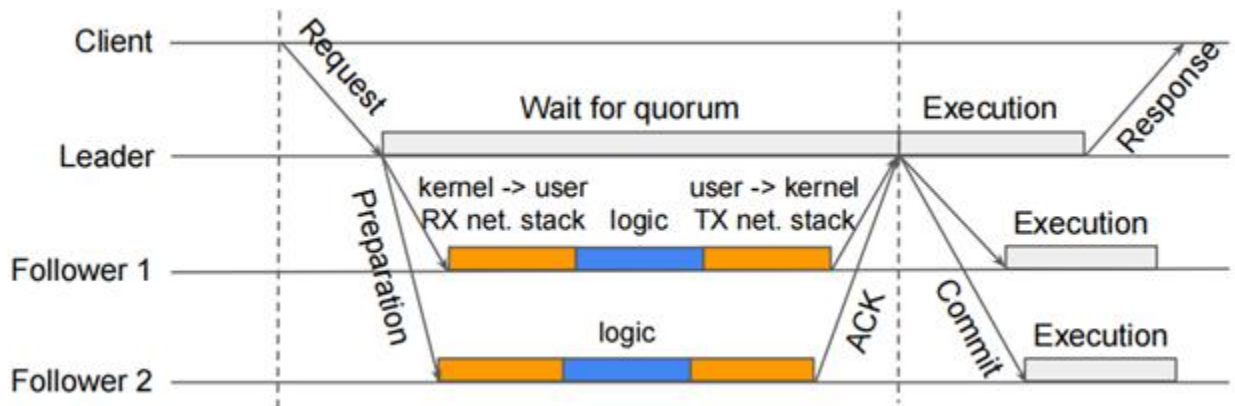 Client
Request
Response
Wait for quorum
Execution
Leader
Preparation
kernel -> user
RX net. stack
logic
user -> kernel
TX net. stack
Execution
Follower 1
ACK
Commit
logic
Execution
Follower 2